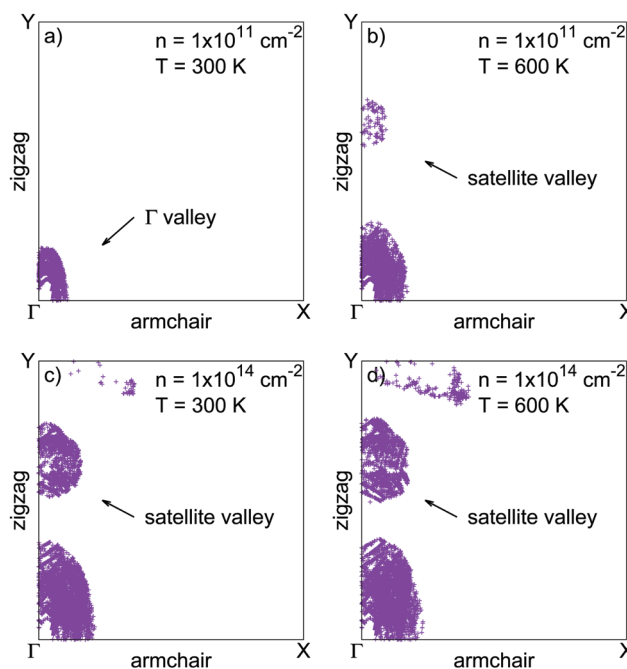 Y
a)
n = 1x10¹¹ cm⁻²
T = 300 K
zigzag
Γ valley
Γ
armchair
X
Y
b)
n = 1x10¹¹ cm⁻²
T = 600 K
zigzag
satellite valley
Γ
armchair
X
Y
c)
n = 1x10¹⁴ cm⁻²
T = 300 K
zigzag
satellite valley
Γ
armchair
X
Y
d)
n = 1x10¹⁴ cm⁻²
T = 600 K
zigzag
satellite valley
Γ
armchair
X